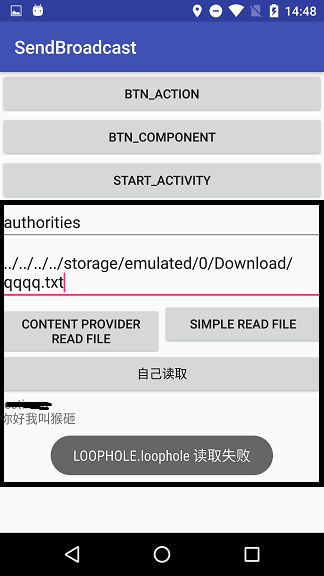 14:48
SendBroadcast
BTN_ACTION
BTN_COMPONENT
START_ACTIVITY
authorities
../../../../storage/emulated/0/Download/
qqqq.txt
CONTENT PROVIDER
READ FILE
SIMPLE READ FILE
自己读取
你好我叫猴砸
LOOPHOLE.loophole 读取失败